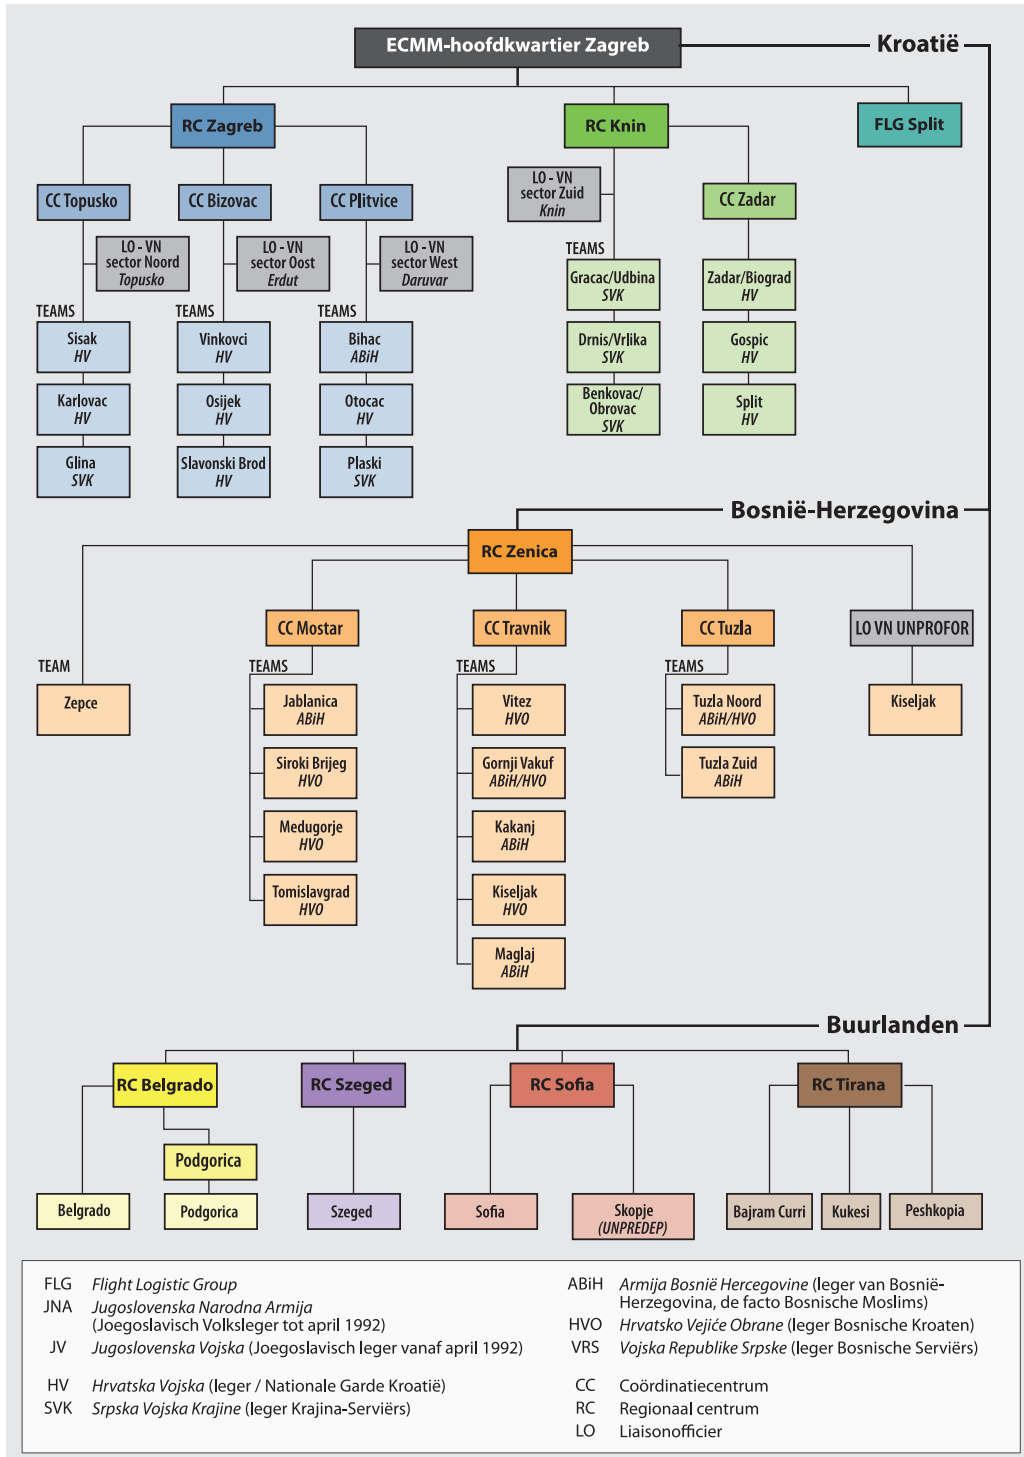 ECMM-hoofdkwartier Zagreb
Kroatië
RC Zagreb
RC Knin
FLG Split
CC Topusko
CC Bizovac
CC Plitvice
LO - VN
sector Zuid
Knin
CC Zadar
LO - VN
sector Noord
Topusko
LO - VN
sector Oost
Erdut
LO - VN
sector West
Daruvar
TEAMS
TEAMS
TEAMS
TEAMS
Sisak
HV
Karlovac
HV
Glina
SVK
Vinkovci
HV
Osijek
HV
Slavonski Brod
HV
Bihac
ABiH
Otocac
HV
Plaski
SVK
Gracac/Udbina
SVK
Drnis/Vrlika
SVK
Benkovac/
Obrovac
SVK
Zadar/Biograd
HV
Gospic
HV
Split
HV
Bosnië-Herzegovina
RC Zenica
CC Mostar
CC Travnik
CC Tuzla
LO VN UNPROFOR
TEAM
TEAMS
TEAMS
TEAMS
Zepce
Jablanica
ABiH
Siroki Brijeg
HVO
Medugorje
HVO
Tomislavgrad
HVO
Vitez
HVO
Gornji Vakuf
ABiH/HVO
Kakanj
ABiH
Kiseljak
HVO
Maglaj
ABiH
Tuzla Noord
ABiH/HVO
Tuzla Zuid
ABiH
Kiseljak
Buurlanden
RC Belgrado
RC Szeged
RC Sofia
RC Tirana
Podgorica
Belgrado
Podgorica
Szeged
Sofia
Skopje
(UNPREDEP)
Bajram Curri
Kukesi
Peshkopia
FLG Flight Logistic Group
JNA Jugoslovenska Narodna Armija
(Joegoslavisch Volksleger tot april 1992)
JV Jugoslovenska Vojska (Joegoslavisch leger vanaf april 1992)
HV Hrvatska Vojska (leger / Nationale Garde Kroatië)
SVK Srpska Vojska Krajine (leger Krajina-Serviërs)
ABiH Armija Bosnië Hercegovine (leger van Bosnië-
Herzegovina, de facto Bosnische Moslims)
HVO Hrvatsko Vejiće Obrane (leger Bosnische Kroaten)
VRS Vojska Republike Srpske (leger Bosnische Serviërs)
CC Coördinatiecentrum
RC Regionaal centrum
LO Liaisonofficier